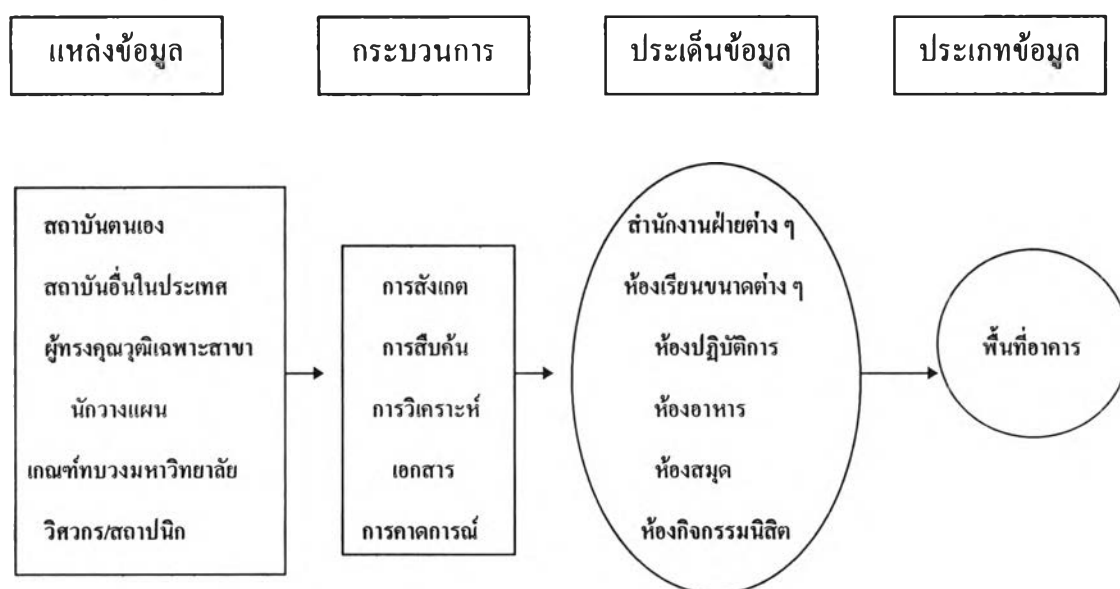 แหล่งข้อมูล
กระบวนการ
ประเด็นข้อมูล
ประเภทข้อมูล
สถาบันตนเอง
สถาบันอื่นในประเทศ
ผู้ทรงคุณวุฒิเฉพาะสาขา
นักวางแผน
เกณฑ์ทบวงมหาวิทยาลัย
วิศวกร/สถาปนิก
การสังเกต
การสืบค้น
การวิเคราะห์
เอกสาร
การคาดการณ์
สำนักงานฝ่ายต่าง ๆ
ห้องเรียนขนาดต่าง ๆ
ห้องปฏิบัติการ
ห้องอาหาร
ห้องสมุด
ห้องกิจกรรมนิสิต
พื้นที่อาคาร